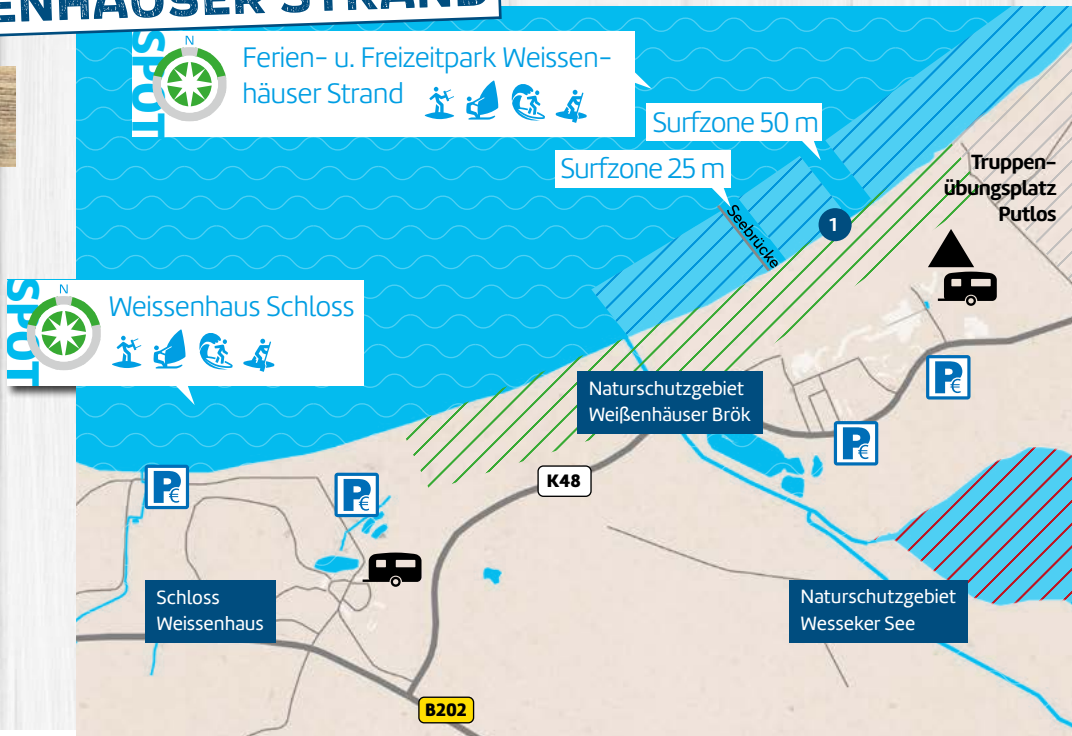 ENHÄUSER STRAND
SPOT
N
Ferien- u. Freizeitpark Weissen-
häuser Strand
Surfzone 50 m
Surfzone 25 m
Truppen-
übungsplatz
Putlos
Seebrücke
1
SPOT
N
Weissenhaus Schloss
P€
Naturschutzgebiet
Weißenhäuser Brök
P€
K48
P€
P€
Schloss
Weissenhaus
Naturschutzgebiet
Wesseker See
B202